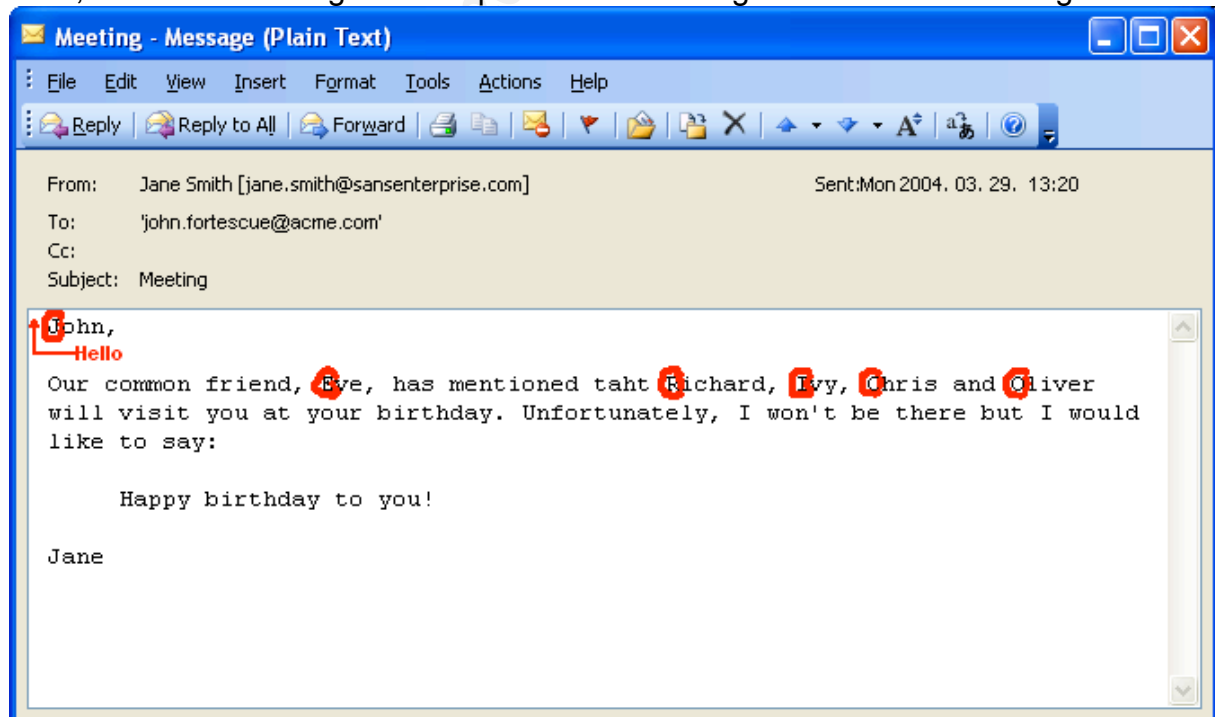 Meeting - Message (Plain Text)
File Edit View Insert Format Tools Actions Help
Reply Reply to All Forward
From: Jane Smith [jane.smith@sansenterprise.com] Sent:Mon 2004. 03. 29. 13:20
To: 'john.fortescue@acme.com'
Cc:
Subject: Meeting
John,
Hello
Our common friend, Eve, has mentioned taht Richard, Ivy, Chris and Oliver
will visit you at your birthday. Unfortunately, I won't be there but I would
like to say:
Happy birthday to you!
Jane